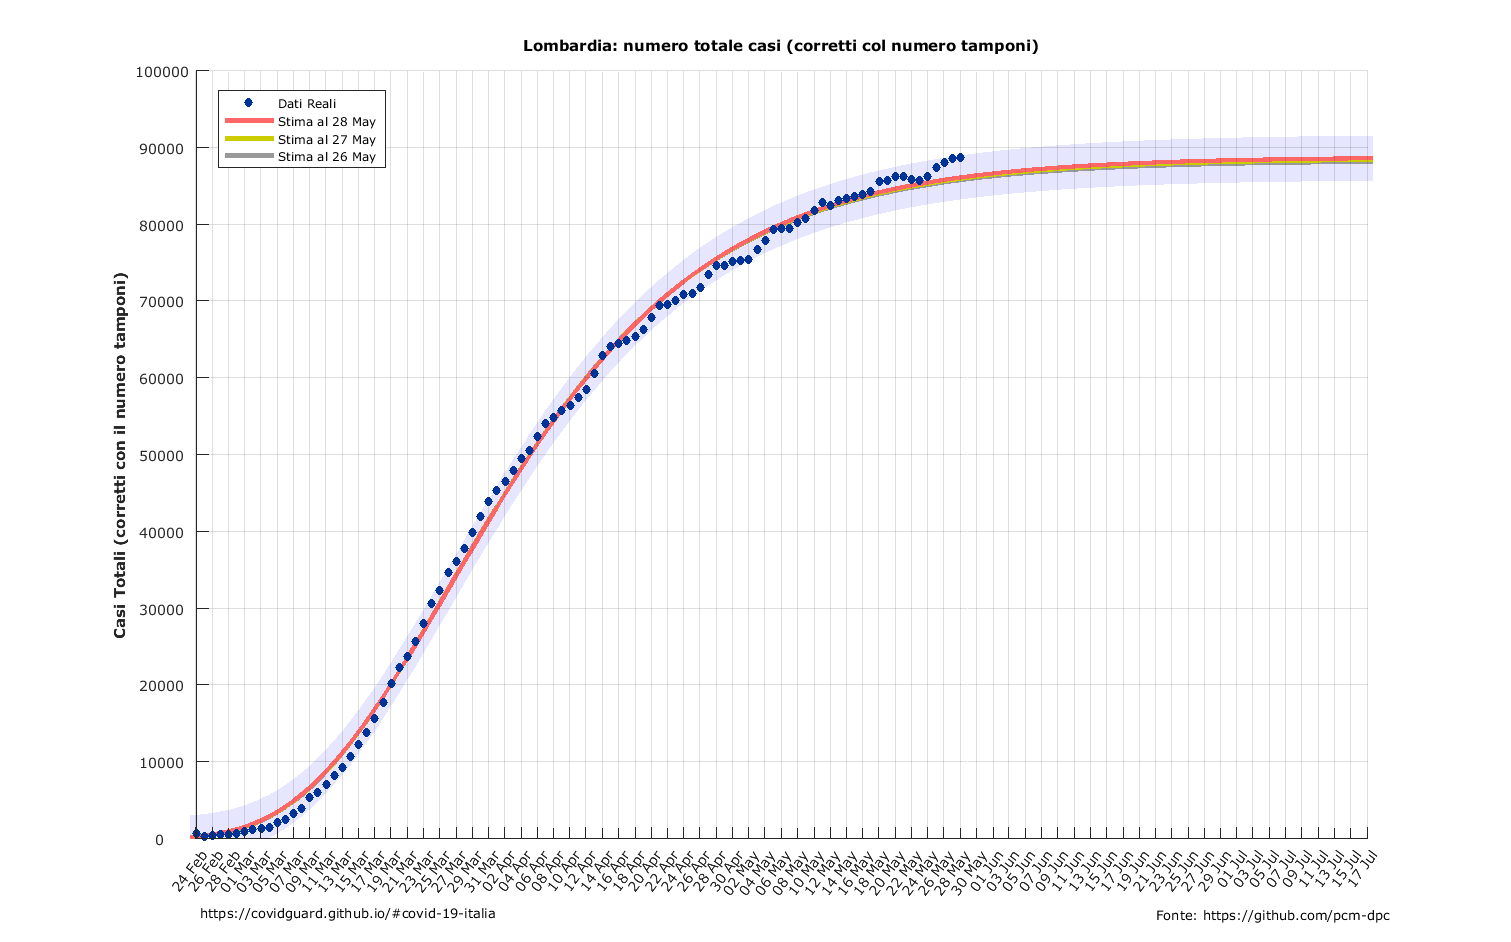 Lombardia: numero totale casi (corretti col numero tamponi)
100000
90000
80000
70000
60000
50000
40000
30000
20000
10000
0
Casi Totali (corretti con il numero tamponi)
Dati Reali
Stima al 28 May
Stima al 27 May
Stima al 26 May
24 Feb
26 Feb
28 Feb
01 Mar
03 Mar
05 Mar
07 Mar
09 Mar
11 Mar
13 Mar
15 Mar
17 Mar
19 Mar
21 Mar
23 Mar
25 Mar
27 Mar
29 Mar
31 Mar
02 Apr
04 Apr
06 Apr
08 Apr
10 Apr
12 Apr
14 Apr
16 Apr
18 Apr
20 Apr
22 Apr
24 Apr
26 Apr
28 Apr
30 Apr
02 May
04 May
06 May
08 May
10 May
12 May
14 May
16 May
18 May
20 May
22 May
24 May
26 May
28 May
30 May
01 Jun
03 Jun
05 Jun
07 Jun
09 Jun
11 Jun
13 Jun
15 Jun
17 Jun
19 Jun
21 Jun
23 Jun
25 Jun
27 Jun
29 Jun
01 Jul
03 Jul
05 Jul
07 Jul
09 Jul
11 Jul
13 Jul
15 Jul
17 Jul
https://covidguard.github.io/#covid-19-italia
Fonte: https://github.com/pcm-dpc